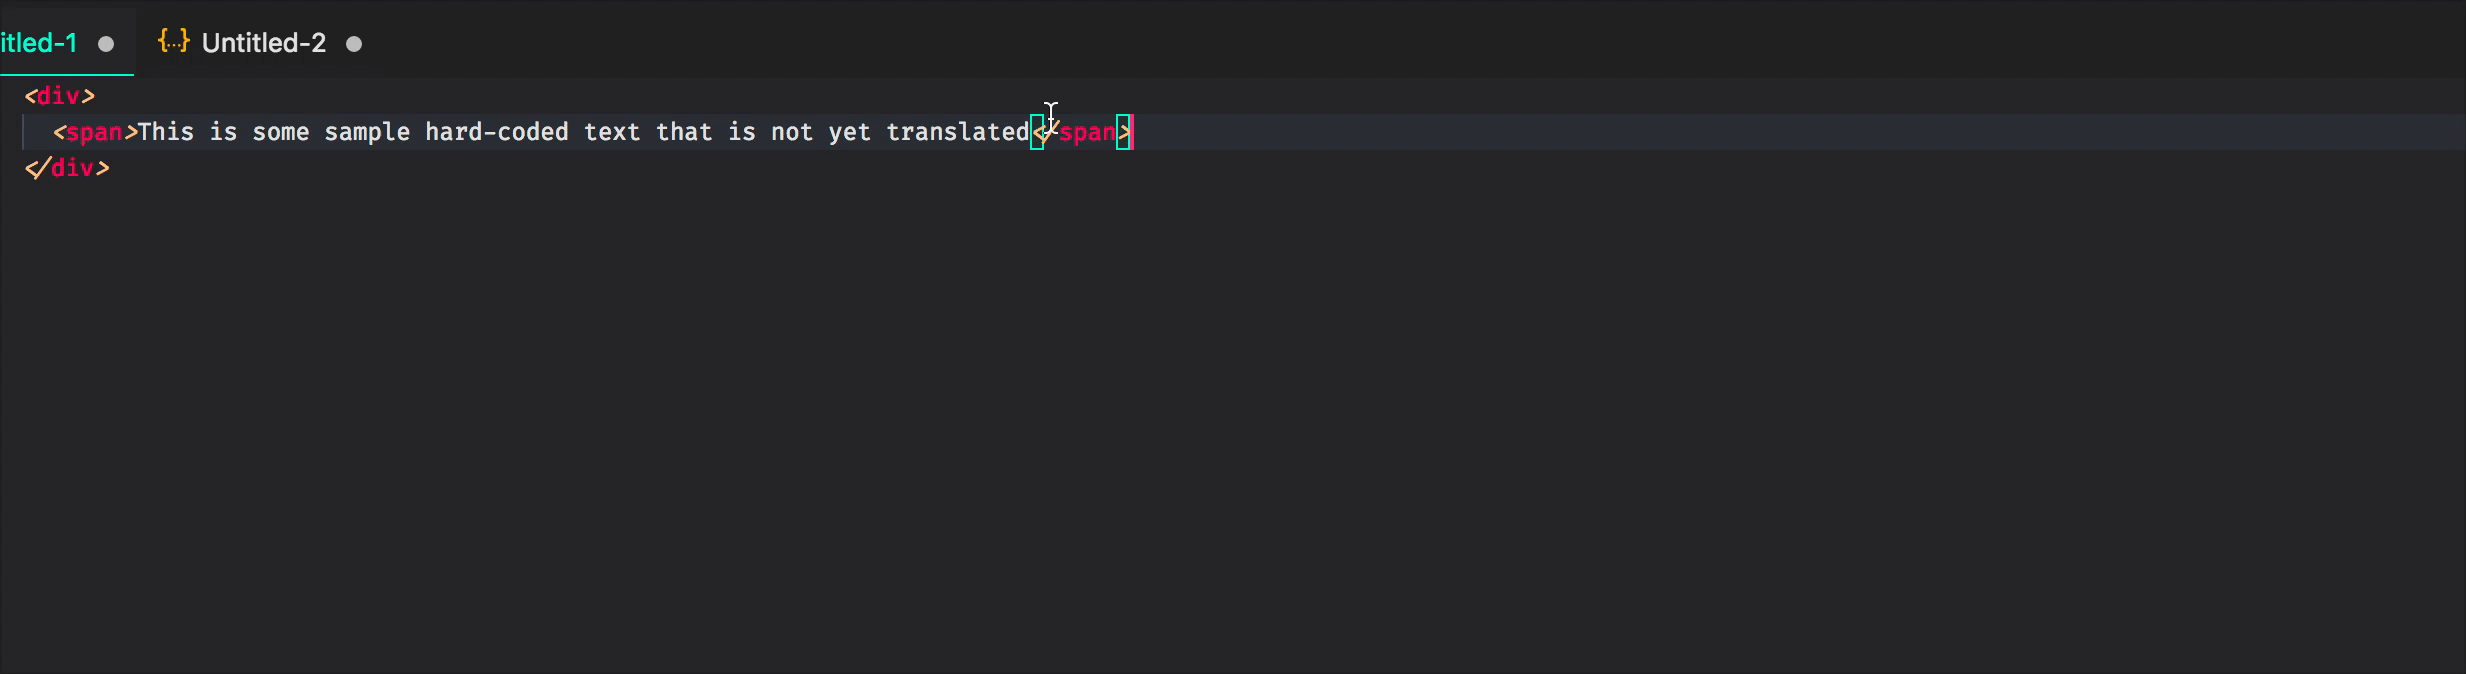 itled-1 {...} Untitled-2
<div>
<span>This is some sample hard-coded text that is not yet translated</span>
</div>